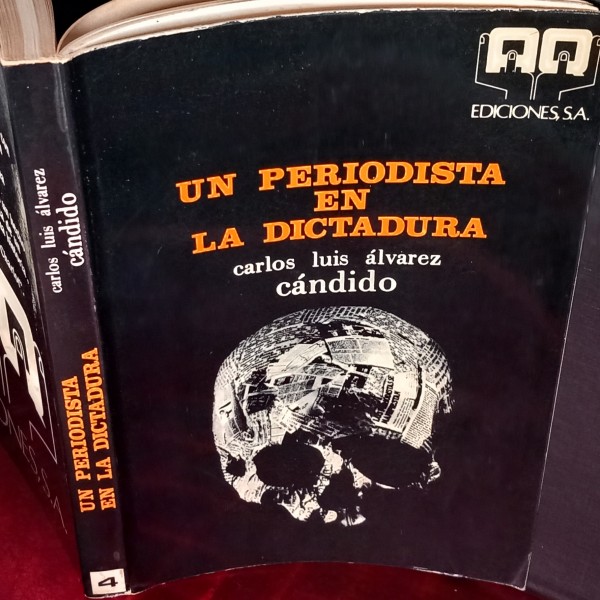 AQ
EDICIONES, S.A.
UN PERIODISTA
EN
LA DICTADURA
carlos luis álvarez
cándido
carlos luis álvarez
cándido
UN PERIODISTA
EN LA DICTADURA
4